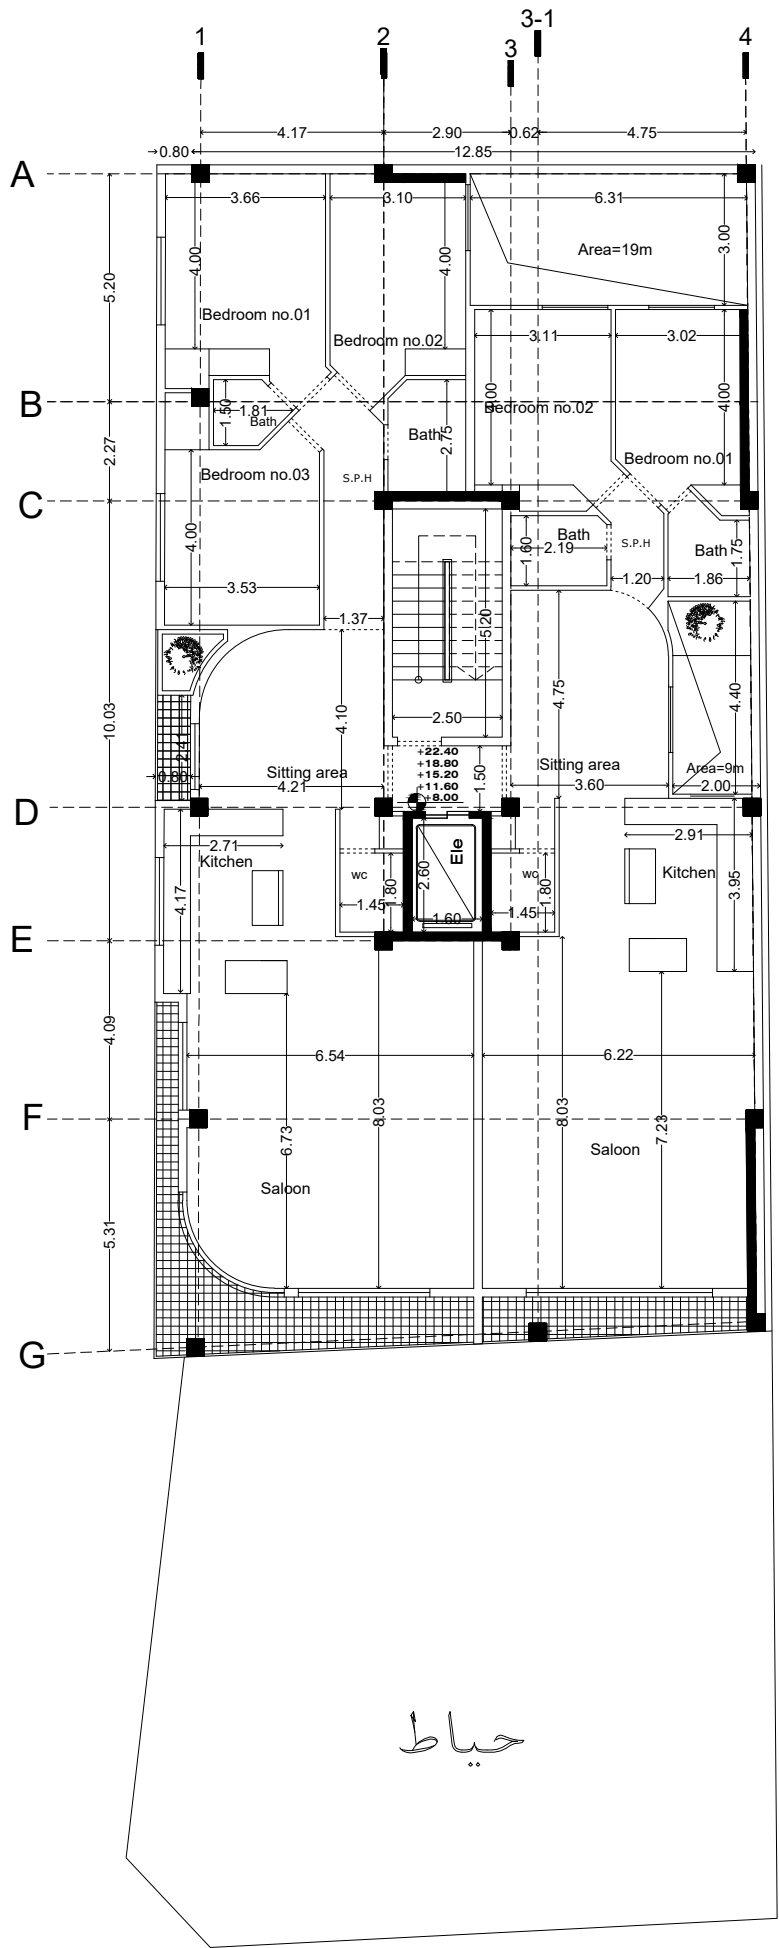 3-1
1
2
3
4
4.17
2.90
0.62
4.75
0.80
12.85
A
3.66
3.10
6.31
Area=19m
3.00
4.00
4.00
5.20
Bedroom no.01
Bedroom no.02
3.11
3.02
4.00
B
1.50
1.81
Bath
Bath
2.75
Bedroom no.02
Bedroom no.01
2.27
Bedroom no.03
S.P.H
C
4.00
1.60
Bath
2.19
S.P.H
Bath
1.75
3.53
1.37
1.20
1.86
5.20
10.03
4.10
2.50
4.75
4.40
2.41
0.80
Sitting area
4.21
+22.40
+18.80
+15.20
+11.60
+8.00
1.50
Sitting area
3.60
Area=9m
2.00
D
2.71
Kitchen
4.17
wc
1.80
1.45
2.60
Ele
1.60
wc
1.80
1.45
2.91
Kitchen
3.95
E
4.09
6.54
6.22
F
6.73
8.03
8.03
7.23
Saloon
Saloon
5.31
G
حياط